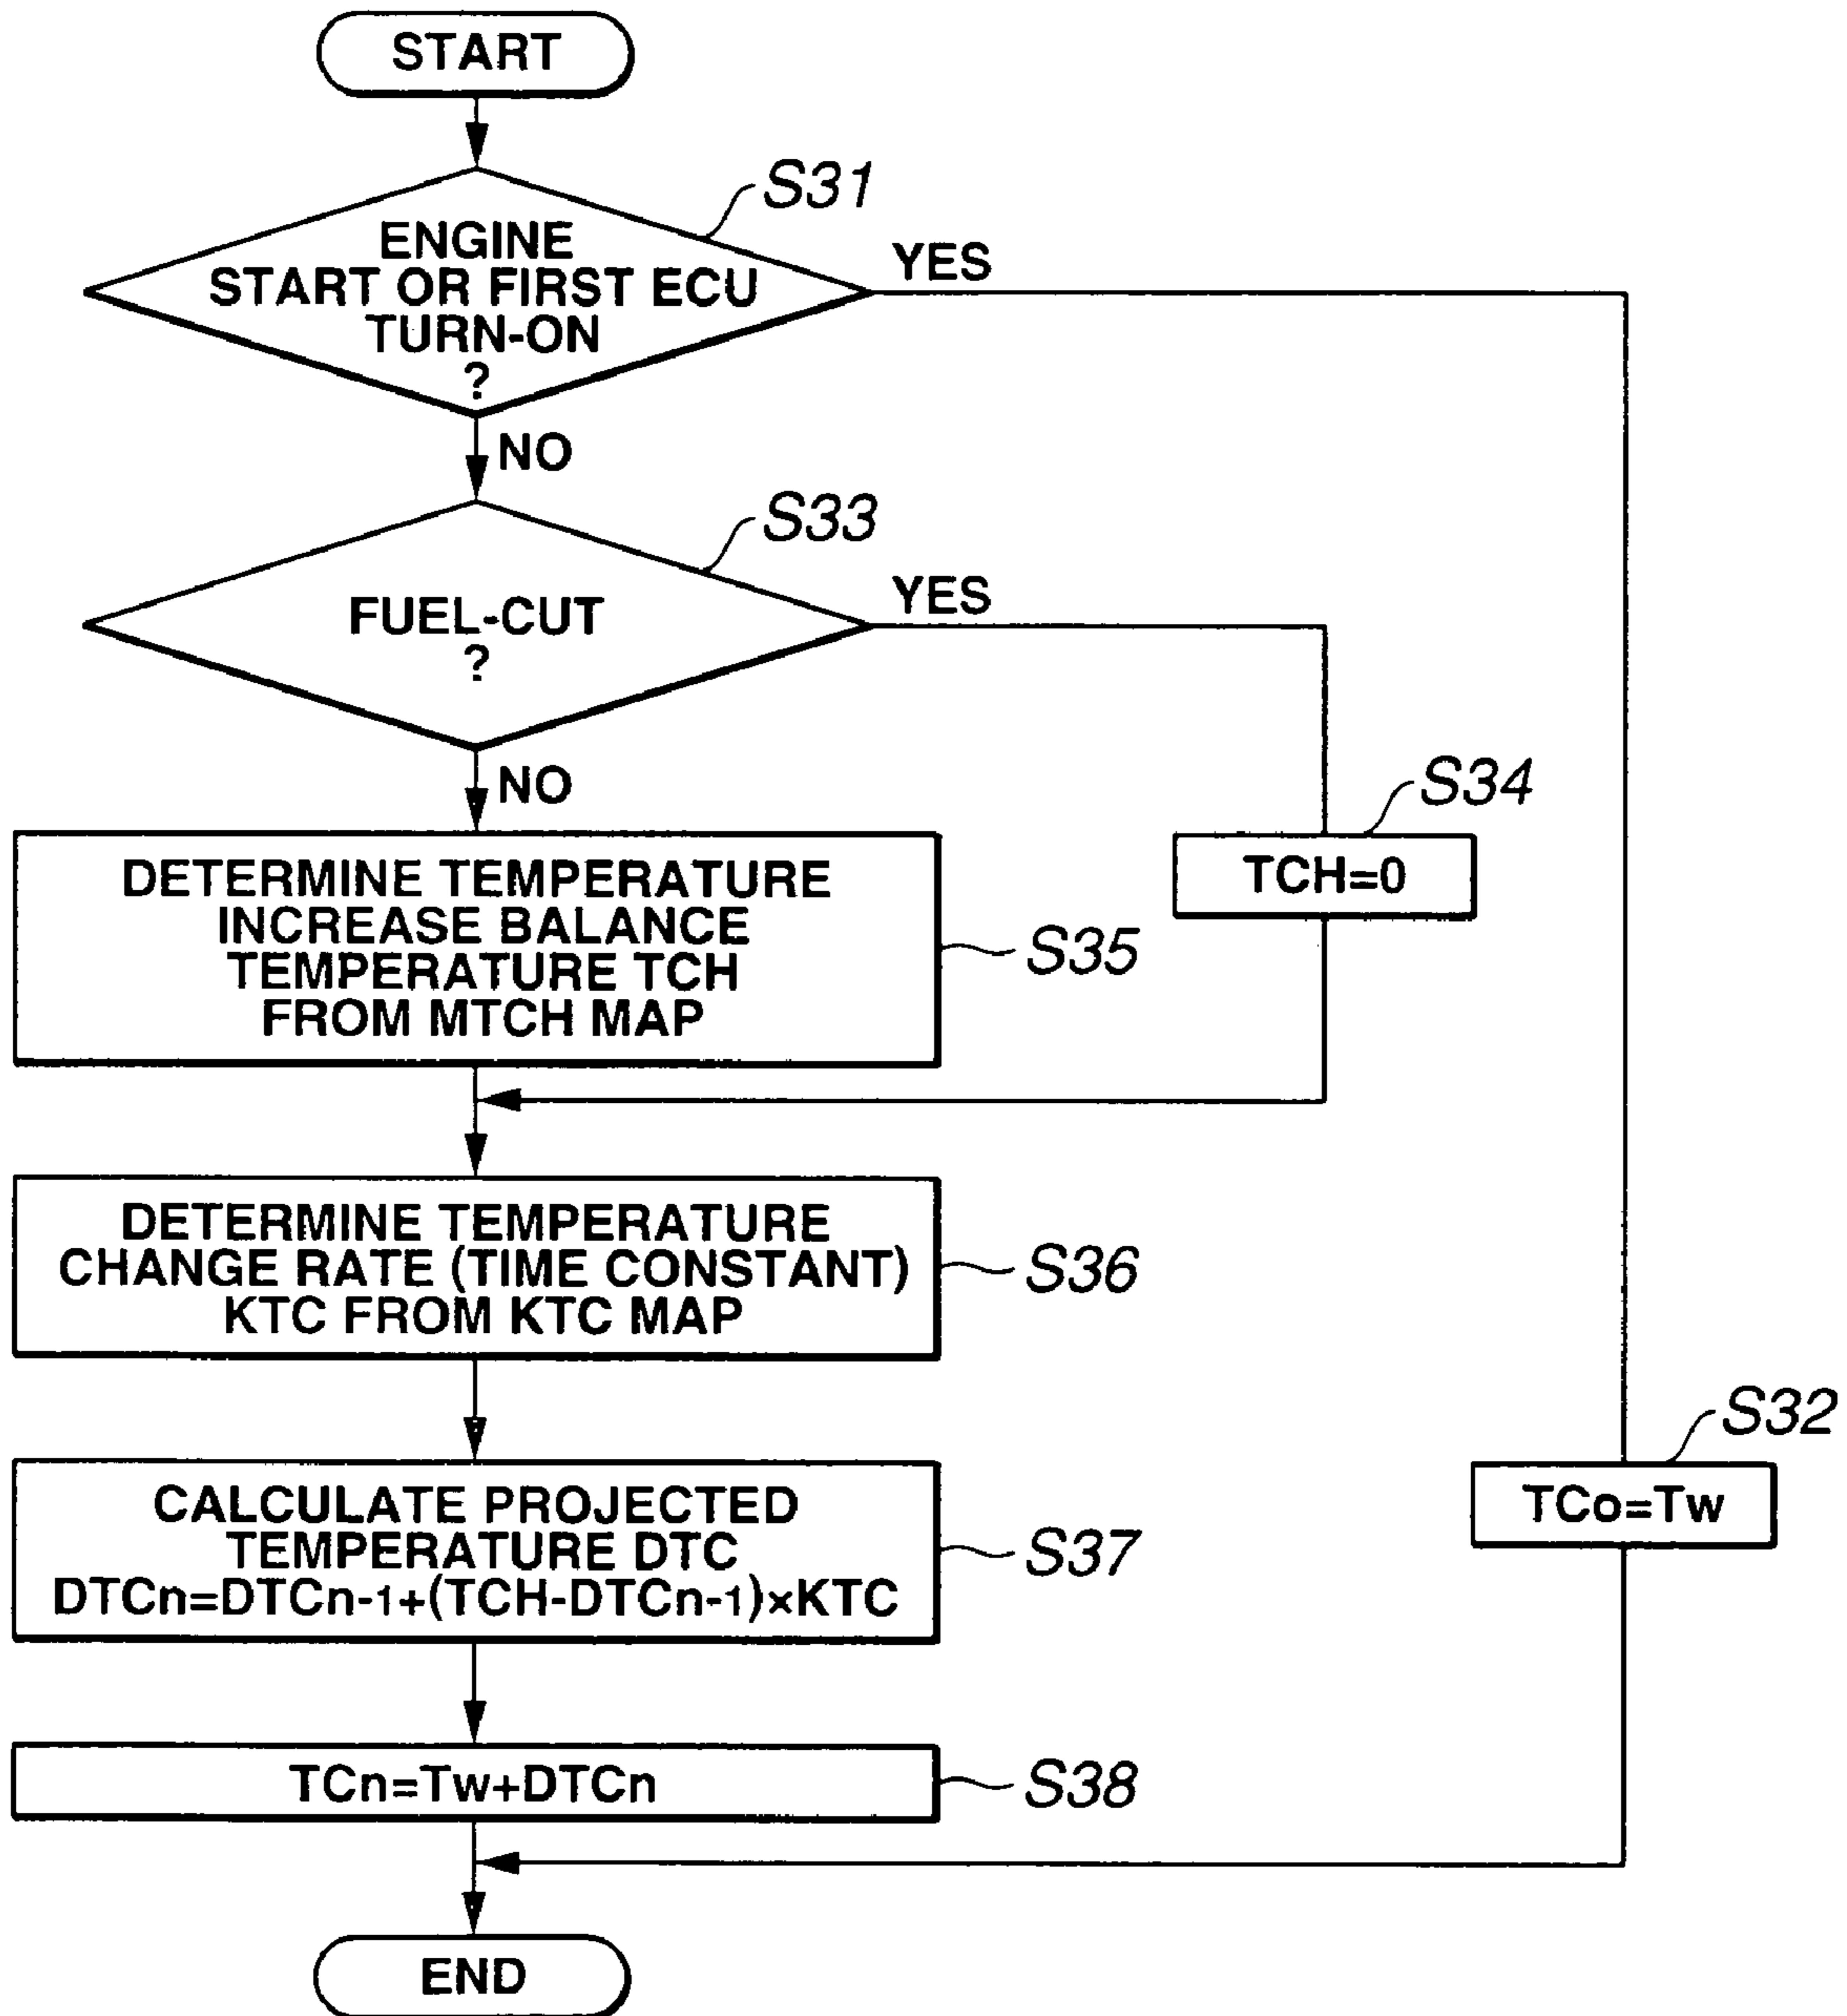 START
S31
ENGINE
START OR FIRST ECU
TURN-ON
?
YES
NO
S33
FUEL-CUT
?
YES
NO
S34
TCH=0
DETERMINE TEMPERATURE
INCREASE BALANCE
TEMPERATURE TCH
FROM MTCH MAP
S35
DETERMINE TEMPERATURE
CHANGE RATE (TIME CONSTANT)
KTC FROM KTC MAP
S36
S32
TCo=Tw
CALCULATE PROJECTED
TEMPERATURE DTC
DTCn=DTCn-1+(TCH-DTCn-1)×KTC
S37
TCn=Tw+DTCn
S38
END